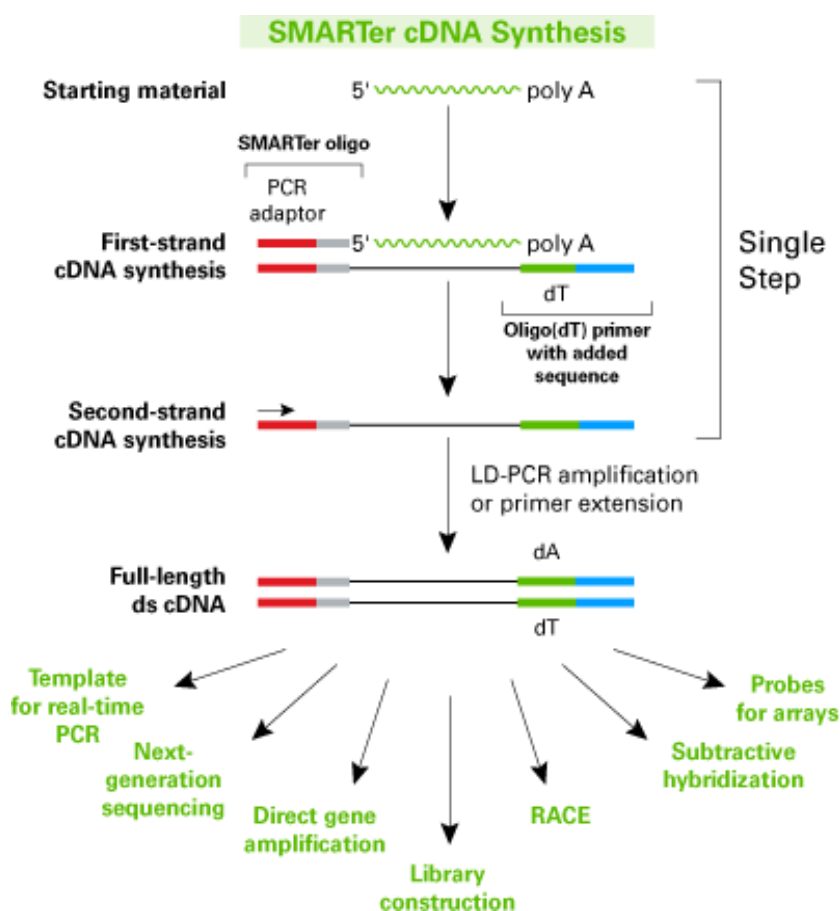 SMARTer cDNA Synthesis
Starting material
5'
poly A
SMARTer oligo
PCR
adaptor
First-strand
cDNA synthesis
5'
poly A
dT
Oligo(dT) primer
with added
sequence
Single
Step
Second-strand
cDNA synthesis
LD-PCR amplification
or primer extension
Full-length
ds cDNA
dA
dT
Template
for real-time
PCR
Next-
generation
sequencing
Direct gene
amplification
Library
construction
RACE
Subtractive
hybridization
Probes
for arrays